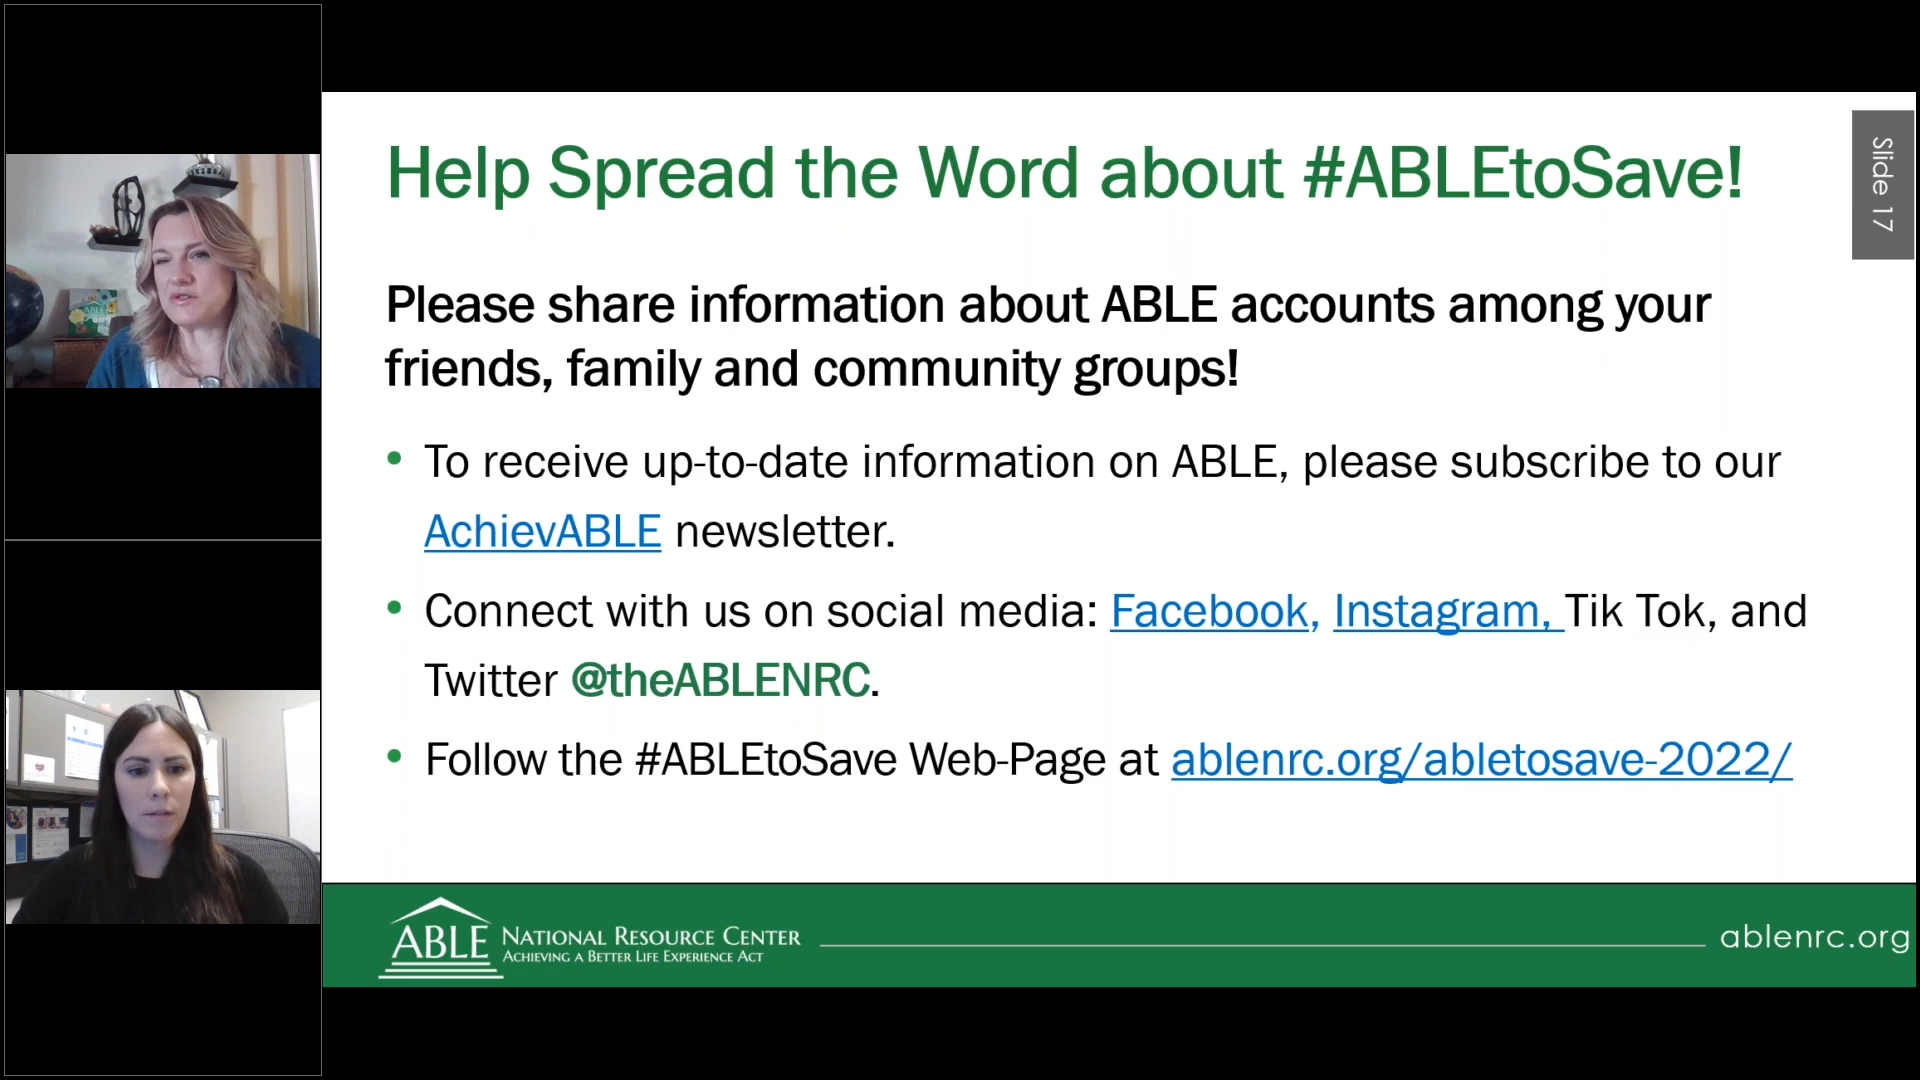 Help Spread the Word about #ABLEtoSave!
Slide 17
Please share information about ABLE accounts among your
friends, family and community groups!
• To receive up-to-date information on ABLE, please subscribe to our
AchievABLE newsletter.
• Connect with us on social media: Facebook, Instagram, Tik Tok, and
Twitter @theABLENRC.
• Follow the #ABLEtoSave Web-Page at ablenrc.org/abletosave-2022/
ABLE NATIONAL RESOURCE CENTER
ACHIEVING A BETTER LIFE EXPERIENCE ACT
ablenrc.org